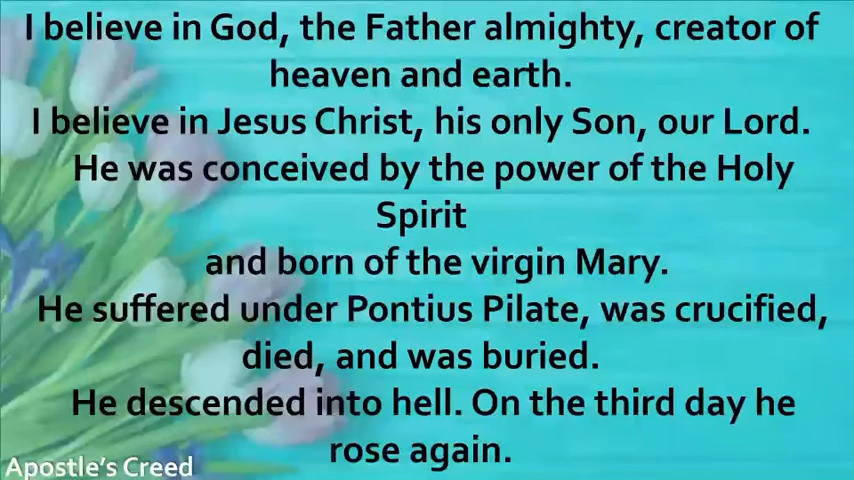 I believe in God, the Father almighty, creator of
heaven and earth.
I believe in Jesus Christ, his only Son, our Lord.
He was conceived by the power of the Holy
Spirit
and born of the virgin Mary.
He suffered under Pontius Pilate, was crucified,
died, and was buried.
He descended into hell. On the third day he
rose again.
Apostle's Creed